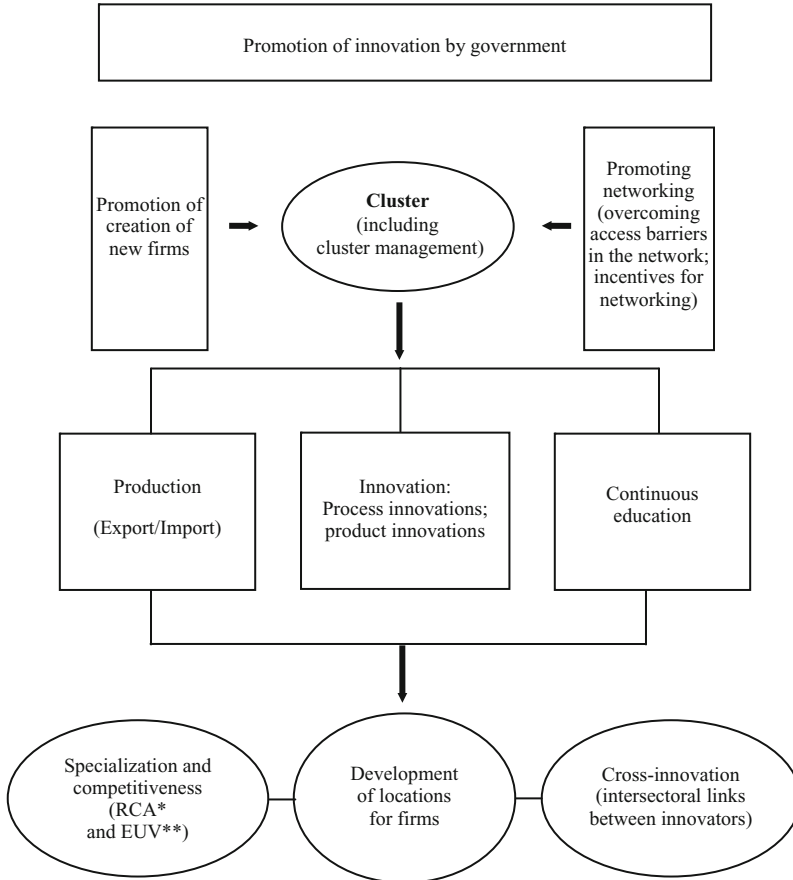 Promotion of innovation by government
Promotion of
creation of
new firms
Cluster
(including
cluster management)
Promoting
networking
(overcoming
access barriers
in the network;
incentives for
networking)
Production
(Export/Import)
Innovation:
Process innovations;
product innovations
Continuous
education
Specialization and
competitiveness
(RCA*
and EUV**)
Development
of locations
for firms
Cross-innovation
(intersectoral links
between innovators)